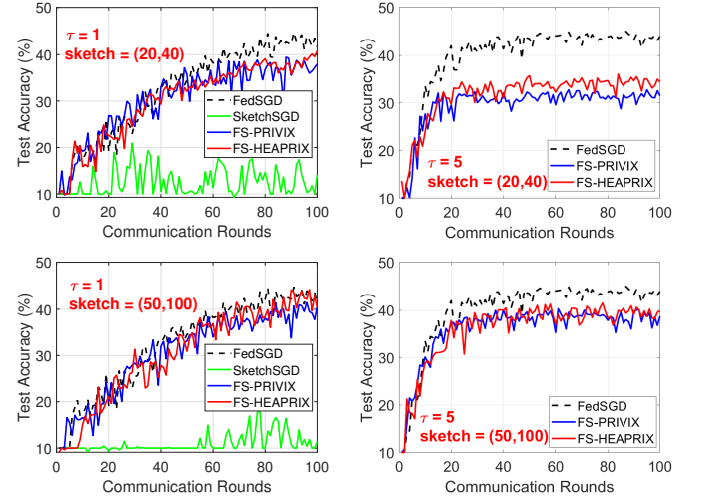 50
40
30
20
10
0 20 40 60 80 100
Test Accuracy (%)
Communication Rounds
τ = 1
sketch = (20,40)
FedSGD
SketchSGD
FS-PRIVIX
FS-HEAPRIX
50
40
30
20
10
0 20 40 60 80 100
Test Accuracy (%)
Communication Rounds
τ = 5
sketch = (20,40)
FedSGD
FS-PRIVIX
FS-HEAPRIX
50
40
30
20
10
0 20 40 60 80 100
Test Accuracy (%)
Communication Rounds
τ = 1
sketch = (50,100)
FedSGD
SketchSGD
FS-PRIVIX
FS-HEAPRIX
50
40
30
20
10
0 20 40 60 80 100
Test Accuracy (%)
Communication Rounds
τ = 5
sketch = (50,100)
FedSGD
FS-PRIVIX
FS-HEAPRIX